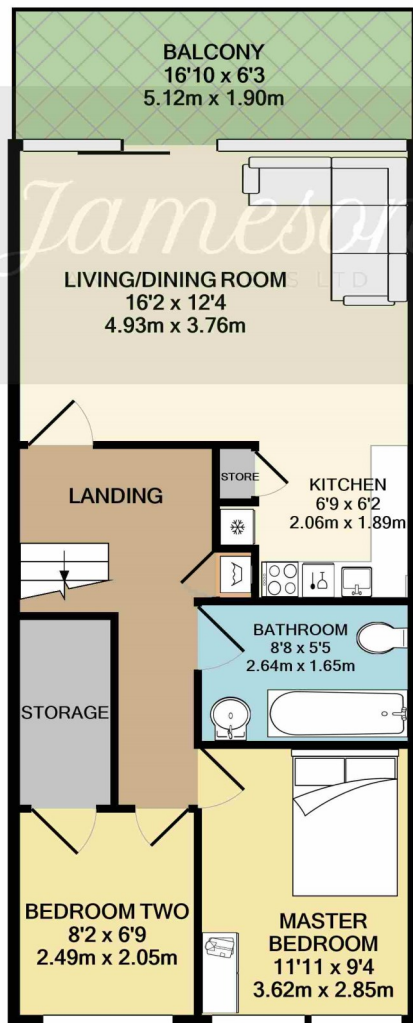 BALCONY
16'10 x 6'3
5.12m x 1.90m
Jameson
S LTD
LIVING/DINING ROOM
16'2 x 12'4
4.93m x 3.76m
STORE
LANDING
KITCHEN
6'9 x 6'2
2.06m x 1.89m
BATHROOM
8'8 x 5'5
2.64m x 1.65m
STORAGE
BEDROOM TWO
8'2 x 6'9
2.49m x 2.05m
MASTER
BEDROOM
11'11 x 9'4
3.62m x 2.85m